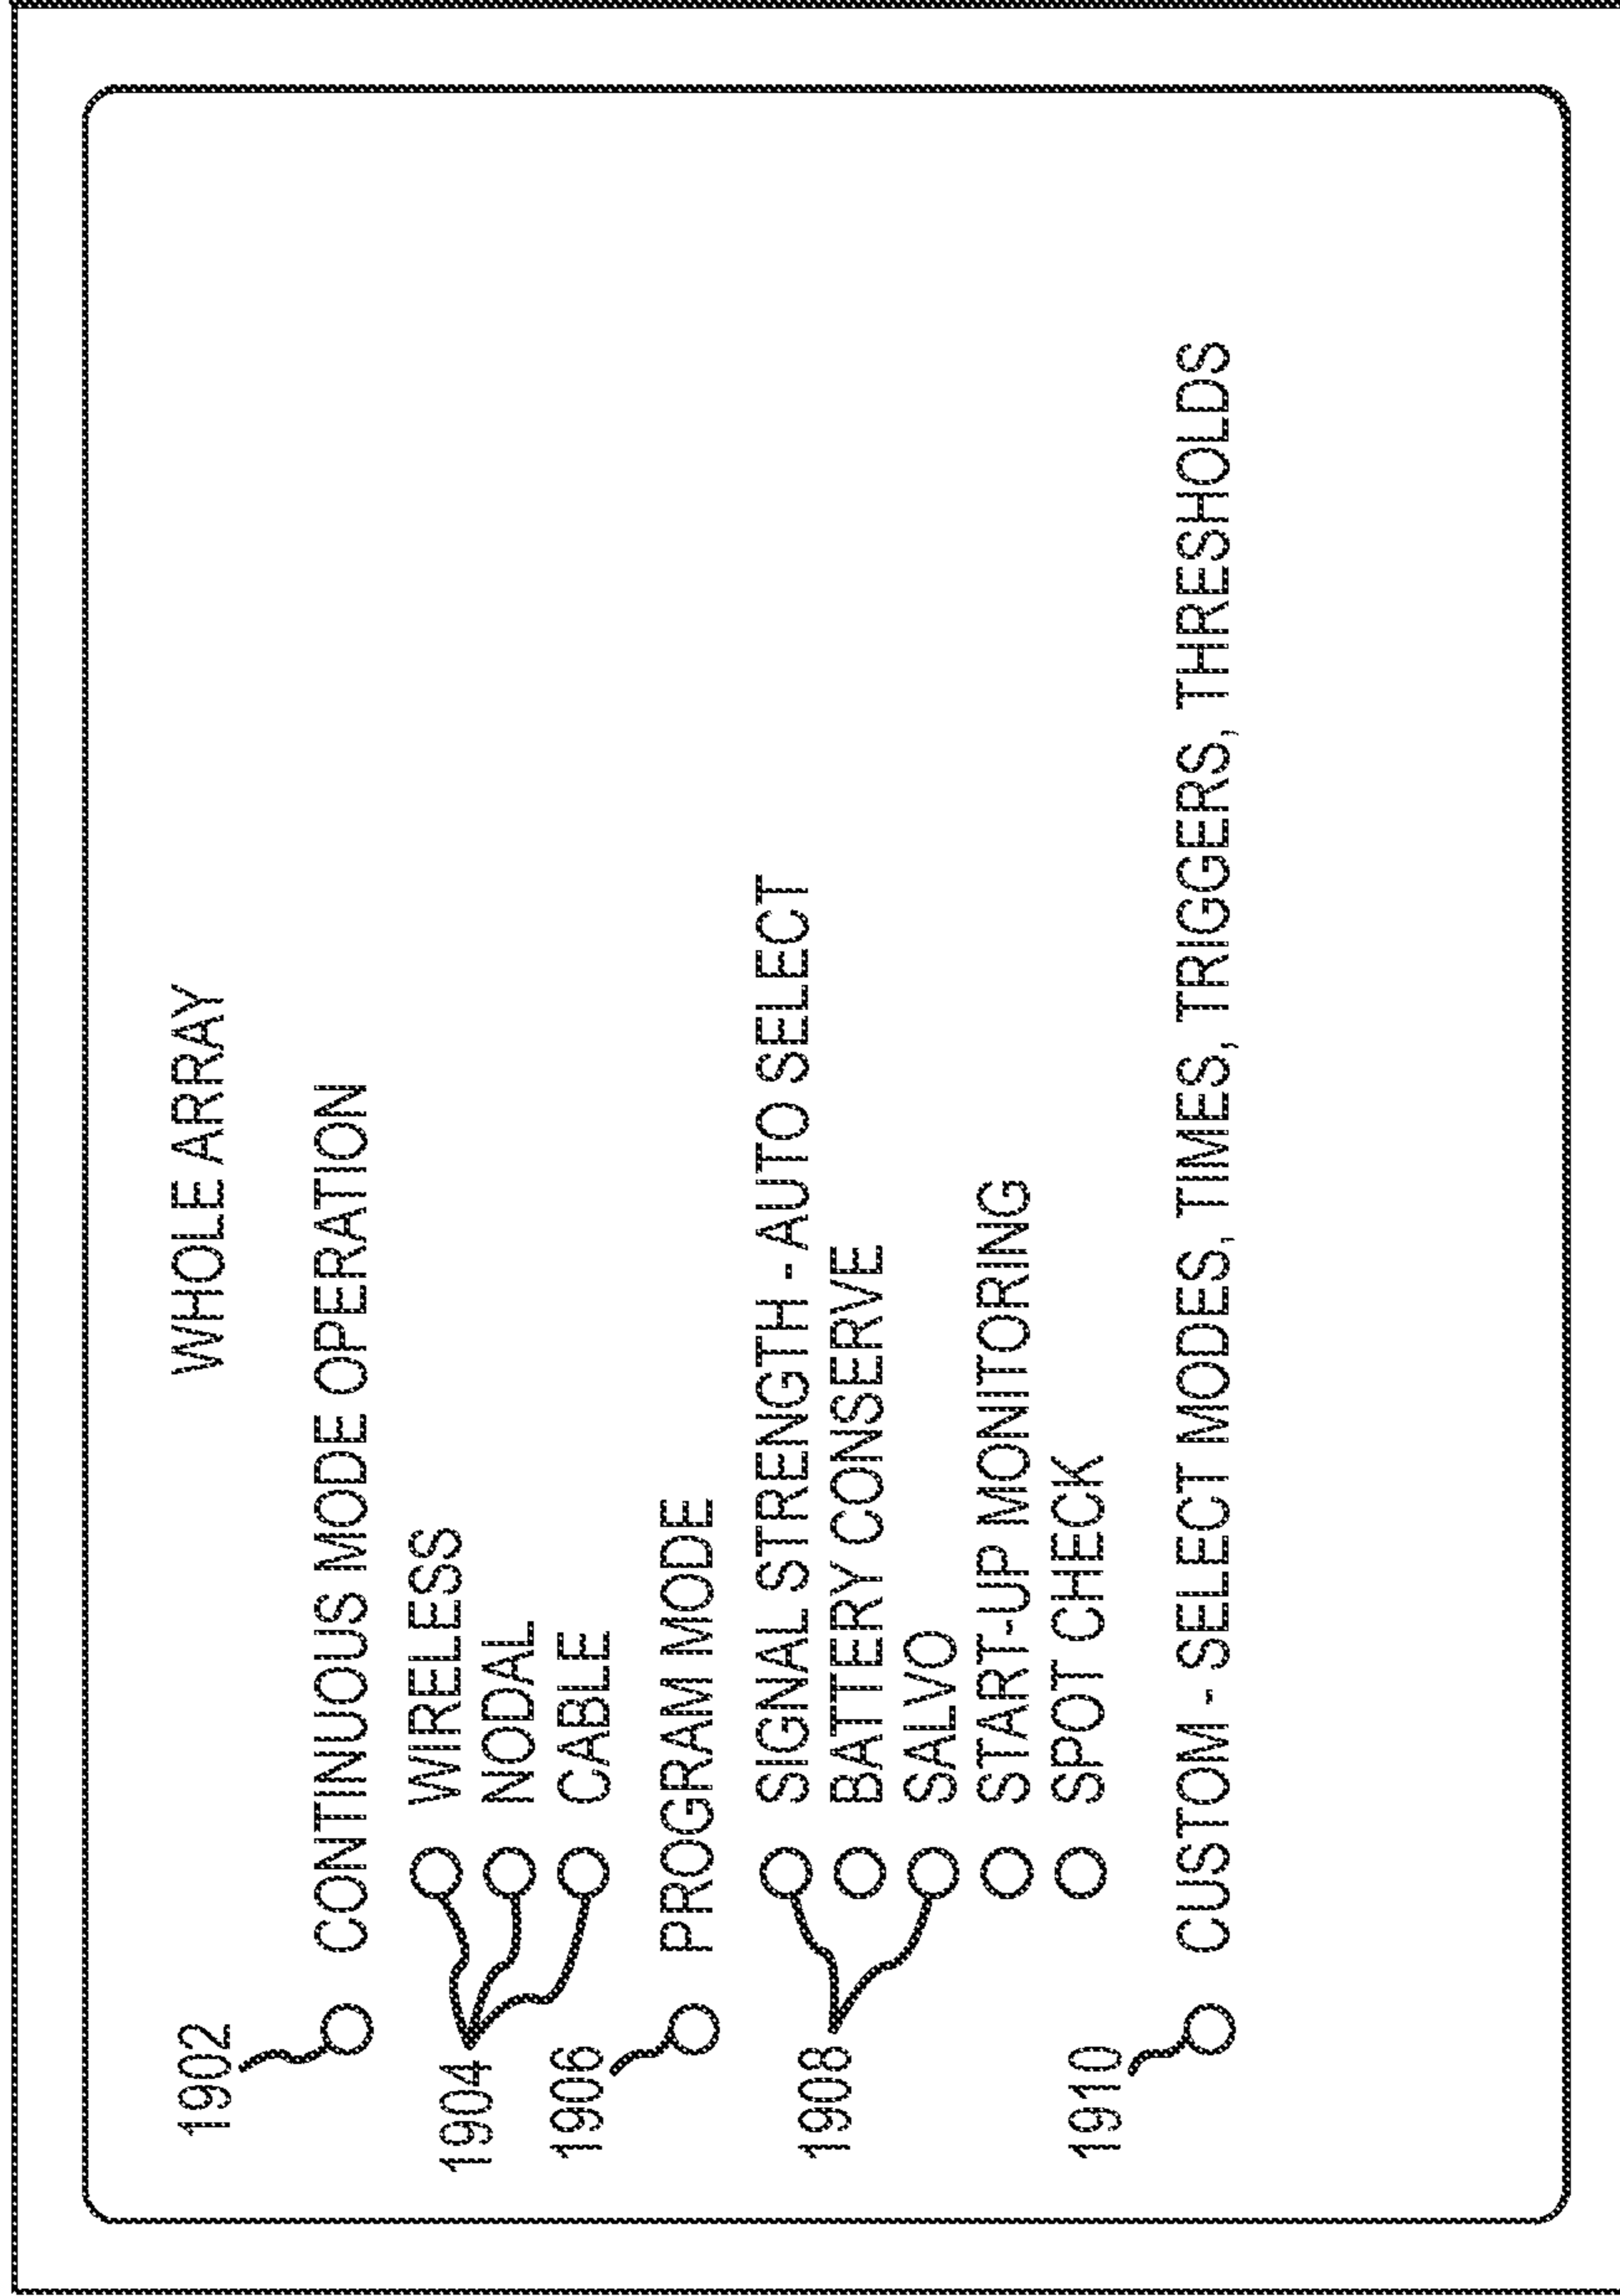 WHOLE ARRAY
1902
CONTINUOUS MODE OPERATION
WIRELESS
1904
NODAL
CABLE
1906
PROGRAM MODE
SIGNAL STRENGTH - AUTO SELECT
1908
BATTERY CONSERVE
SALVO
START-UP MONITORING
SPOT CHECK
1910
CUSTOM - SELECT MODES, TIMES, TRIGGERS, THRESHOLDS